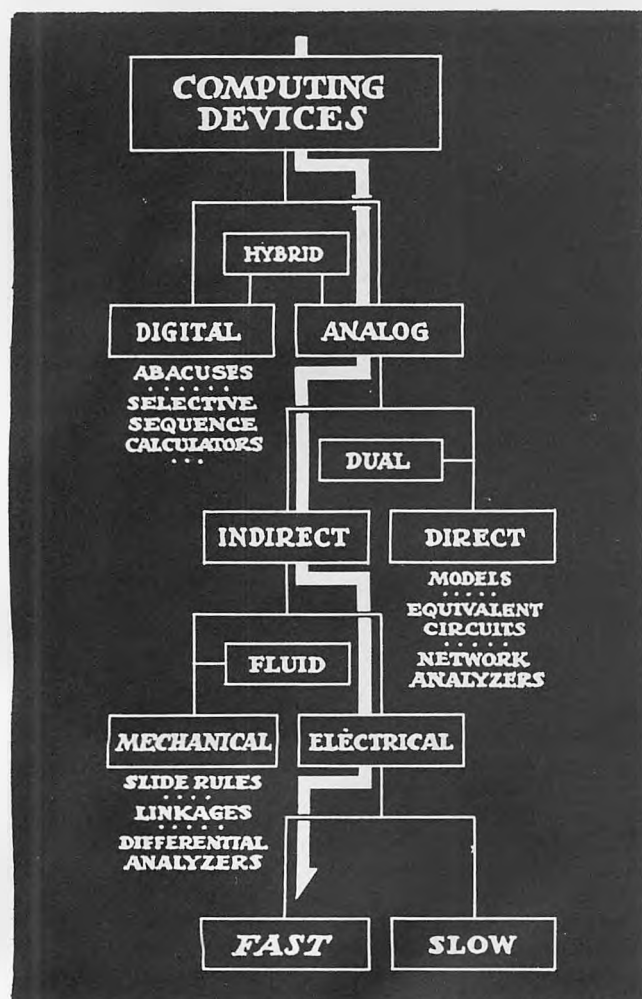 COMPUTING
DEVICES
HYBRID
DIGITAL
ANALOG
ABACUSES
SELECTIVE
SEQUENCE
CALCULATORS
DUAL
INDIRECT
DIRECT
MODELS
EQUIVALENT
CIRCUITS
NETWORK
ANALYZERS
FLUID
MECHANICAL
ELECTRICAL
SLIDE RULES
LINKAGES
DIFFERENTIAL
ANALYZERS
FAST
SLOW